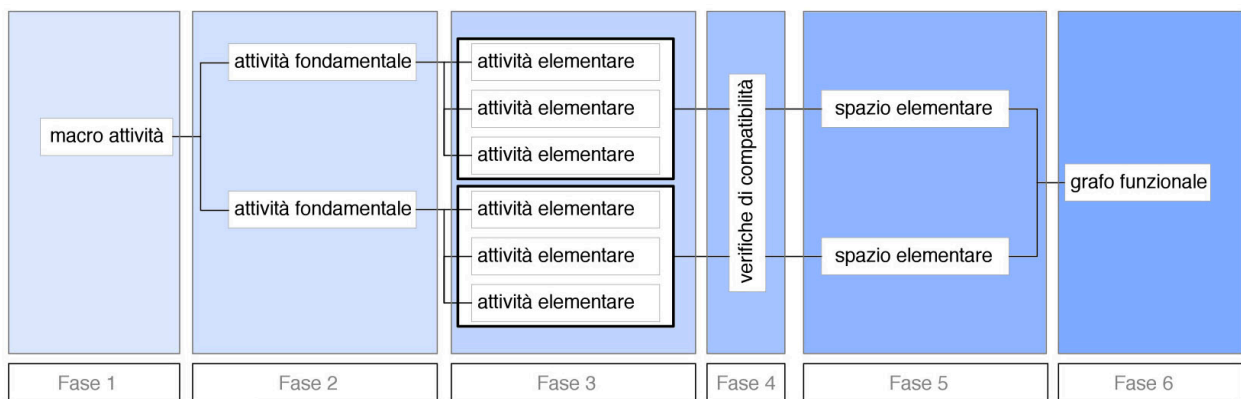 macro attività
attività fondamentale
attività fondamentale
attività elementare
attività elementare
attività elementare
attività elementare
attività elementare
attività elementare
verifiche di compatibilità
spazio elementare
spazio elementare
grafo funzionale
Fase 1
Fase 2
Fase 3
Fase 4
Fase 5
Fase 6